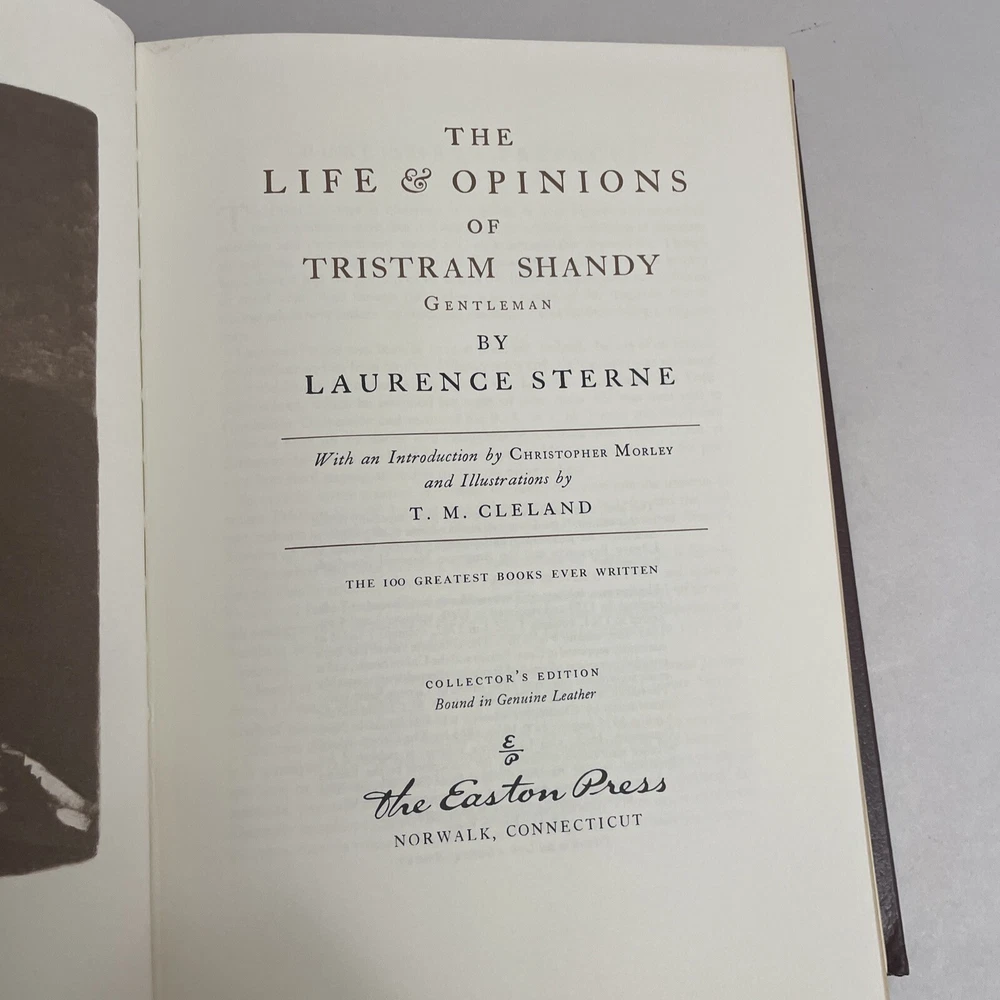 THE
LIFE & OPINIONS
OF
TRISTRAM SHANDY
GENTLEMAN
BY
LAURENCE STERNE
With an Introduction by CHRISTOPHER MORLEY
and Illustrations by
T. M. CLELAND
THE 100 GREATEST BOOKS EVER WRITTEN
COLLECTOR'S EDITION
Bound in Genuine Leather
E
P
The Easton Press
NORWALK, CONNECTICUT